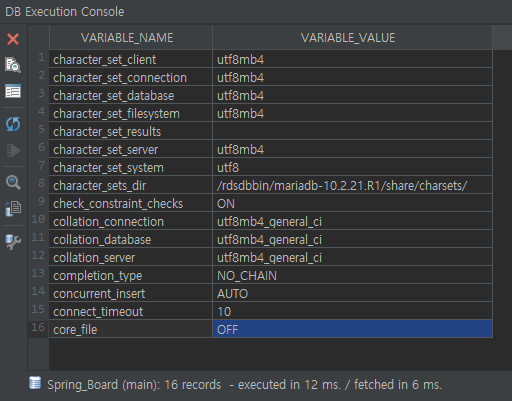 DB Execution Console
VARIABLE_NAME VARIABLE_VALUE
1 character_set_client utf8mb4
2 character_set_connection utf8mb4
3 character_set_database utf8mb4
4 character_set_filesystem utf8mb4
5 character_set_results
6 character_set_server utf8mb4
7 character_set_system utf8
8 character_sets_dir /rdsdbbin/mariadb-10.2.21.R1/share/charsets/
9 check_constraint_checks ON
10 collation_connection utf8mb4_general_ci
11 collation_database utf8mb4_general_ci
12 collation_server utf8mb4_general_ci
13 completion_type NO_CHAIN
14 concurrent_insert AUTO
15 connect_timeout 10
16 core_file OFF
Spring_Board (main): 16 records - executed in 12 ms. / fetched in 6 ms.